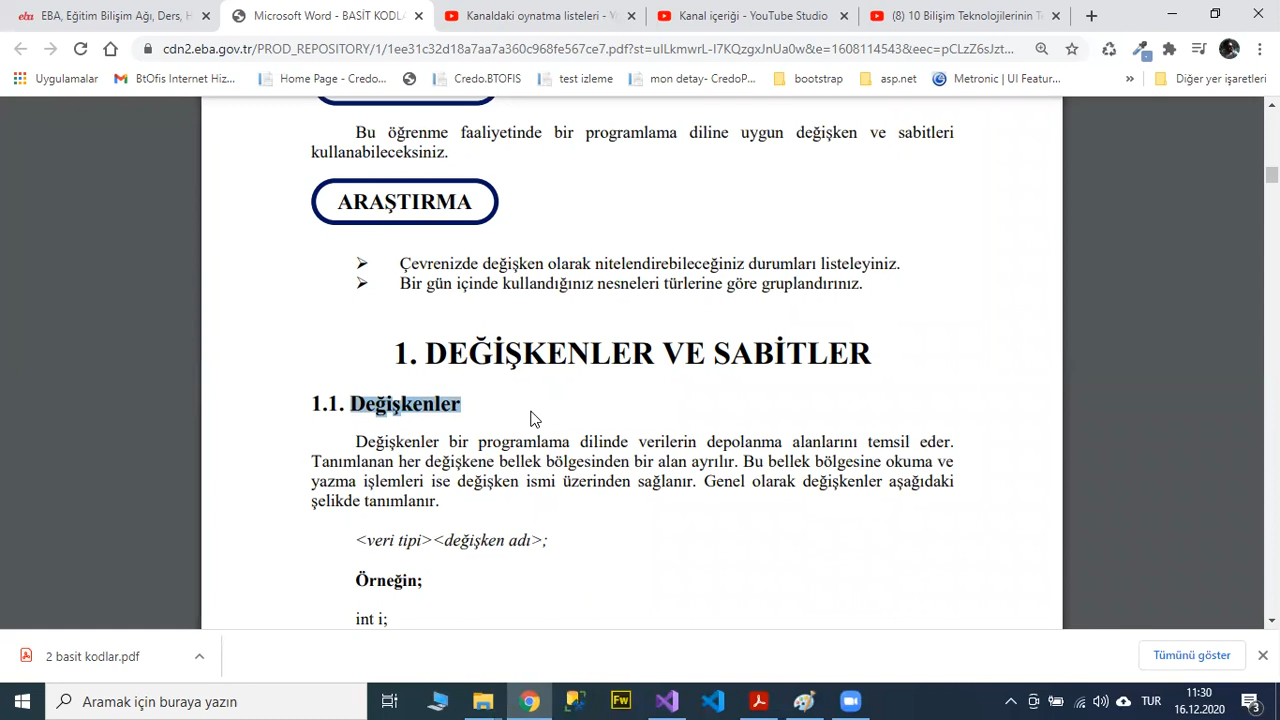 EBA, Eğitim Bilişim Ağı, Ders, H
Microsoft Word - BASİT KODLA
Kanaldaki oynatma listeleri - Y
Kanal içeriği - YouTube Studio
(8) 10 Bilişim Teknolojilerinin Te
cdn2.eba.gov.tr/PROD_REPOSITORY/1/1ee31c32d18a7aa7a360c968fe567ce7.pdf?st=uILkmwrL-I7KQzgxJnUa0w&e=1608114543&eec=pCLzZ6sJzt...
Uygulamalar
BtOfis Internet Hiz...
Home Page - Credo...
Credo.BTOFIS
test izleme
mon detay- CredoP...
bootstrap
asp.net
Metronic | UI Featur...
»
Diğer yer işaretleri
Bu öğrenme faaliyetinde bir programlama diline uygun değişken ve sabitleri
kullanabileceksiniz.
ARAŞTIRMA
➢ Çevrenizde değişken olarak nitelendirebileceğiniz durumları listeleyiniz.
➢ Bir gün içinde kullandığınız nesneleri türlerine göre gruplandırınız.
1. DEĞİŞKENLER VE SABİTLER
1.1. Değişkenler
Değişkenler bir programlama dilinde verilerin depolanma alanlarını temsil eder.
Tanımlanan her değişkene bellek bölgesinden bir alan ayrılır. Bu bellek bölgesine okuma ve
yazma işlemleri ise değişken ismi üzerinden sağlanır. Genel olarak değişkenler aşağıdaki
şelikde tanımlanır.
<veri tipi><değişken adı>;
Örneğin;
int i;
2 basit kodlar.pdf
Tümünü göster
Aramak için buraya yazın
Fw
TUR
11:30
16.12.2020
3